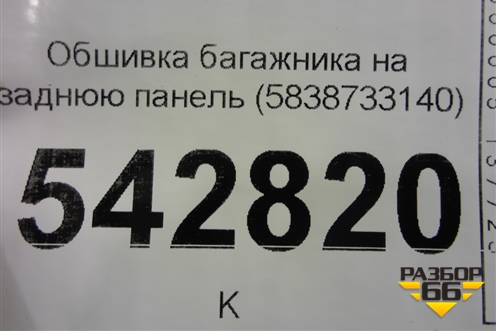 Обшивка багажника на
заднюю панель (5838733140)
542820
К
РАЗБОР
66